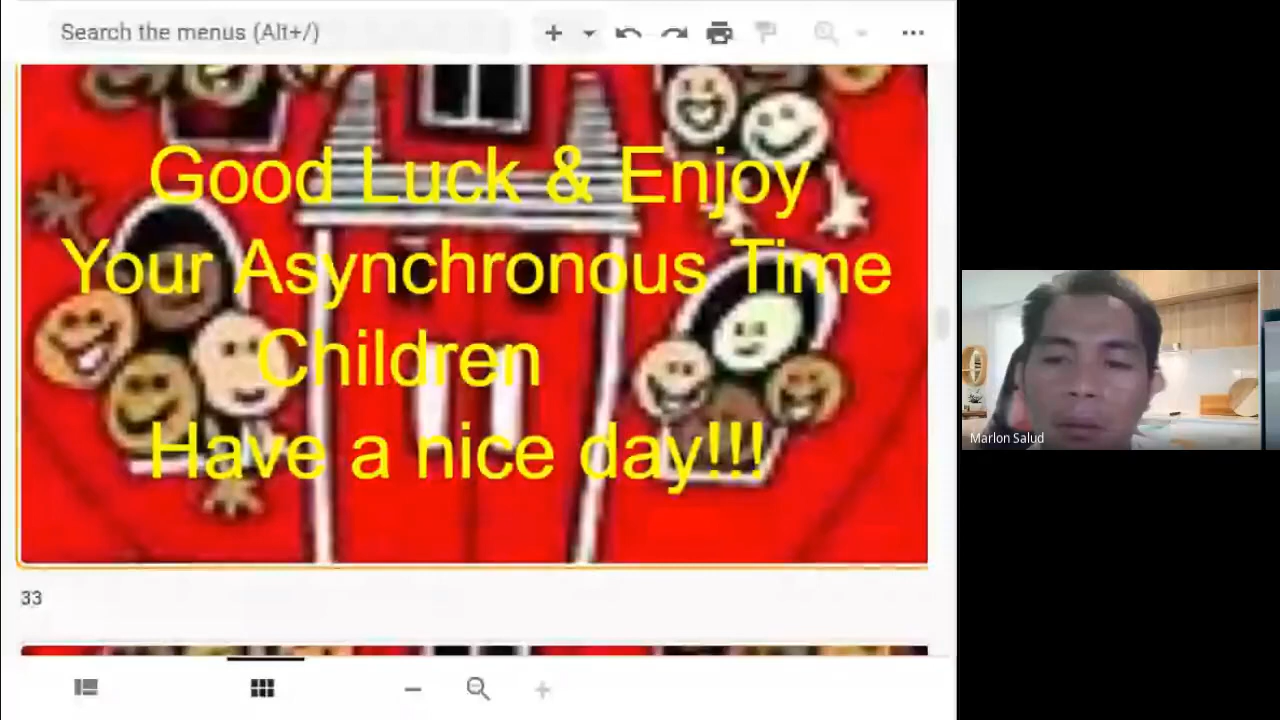 Search the menus (Alt+/)
Good Luck & Enjoy
Your Asynchronous Time
Children
Have a nice day!!!
33
Marlon Salud